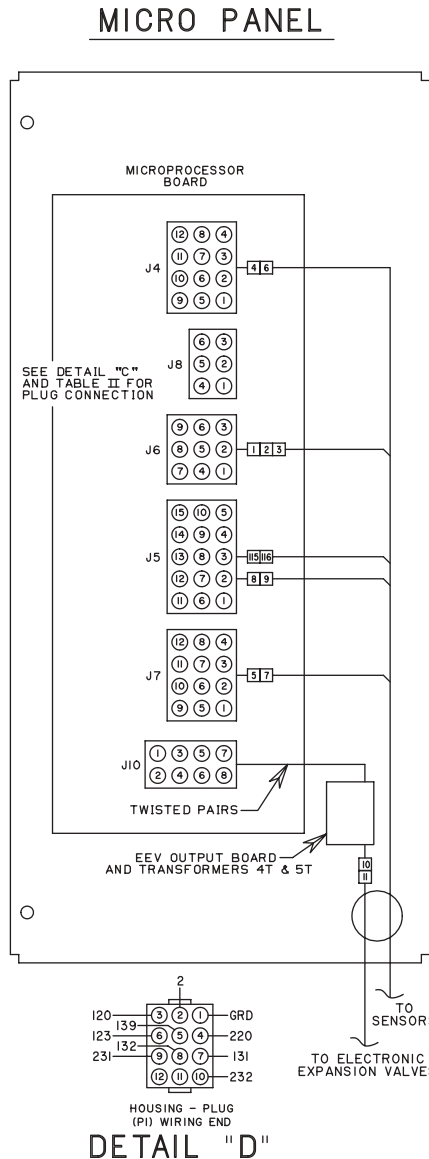 MICRO PANEL
MICROPROCESSOR
BOARD
12 8 4
11 7 3
J4
4 6
10 6 2
9 5 1
6 3
J8
5 2
4 1
SEE DETAIL "C"
AND TABLE II FOR
PLUG CONNECTION
9 6 3
J6
8 5 2
1 2 3
7 4 1
15 10 5
14 9 4
J5
13 8 3
115 116
12 7 2
8 9
11 6 1
12 8 4
11 7 3
J7
5 7
10 6 2
9 5 1
J10
1 3 5 7
2 4 6 8
TWISTED PAIRS
EEV OUTPUT BOARD
AND TRANSFORMERS 4T & 5T
10
11
TO
SENSORS
TO ELECTRONIC
EXPANSION VALVES
2
120 3 2 1 GRD
139
123 6 5 4 220
132
231 9 8 7 131
12 11 10 232
HOUSING - PLUG
(P1) WIRING END
DETAIL "D"